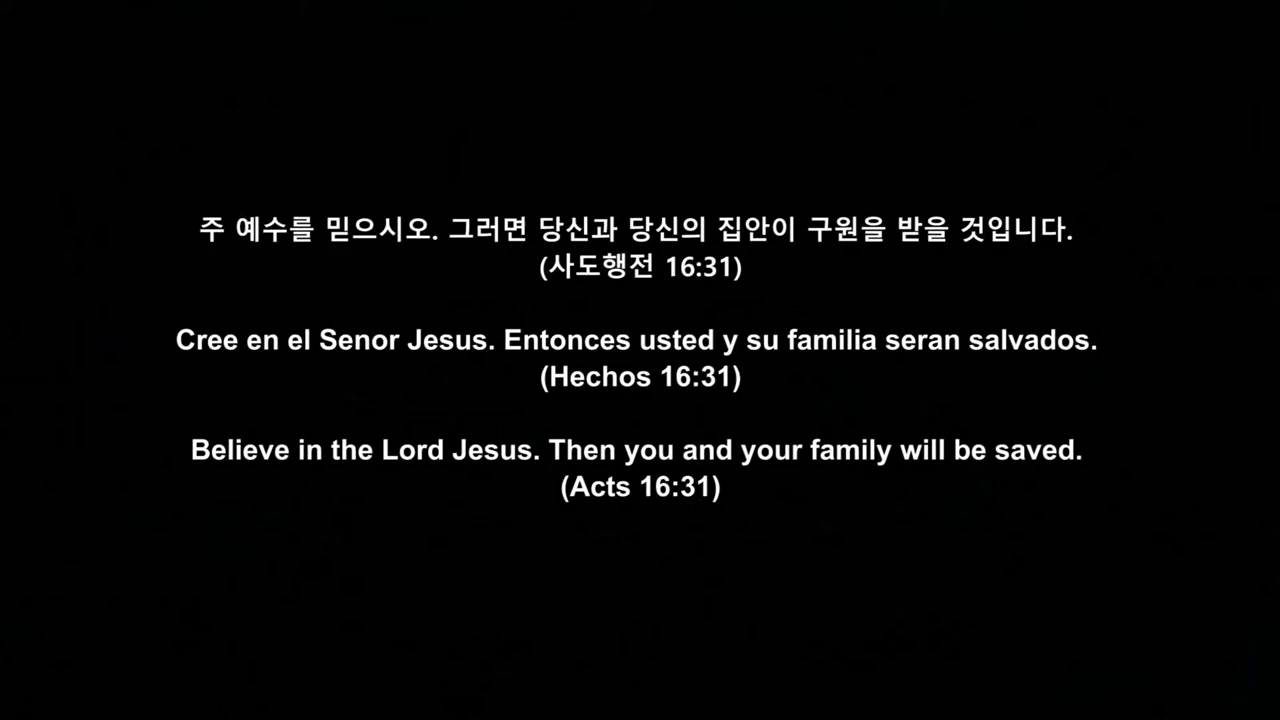 주 예수를 믿으시오. 그러면 당신과 당신의 집안이 구원을 받을 것입니다.
(사도행전 16:31)
Cree en el Senor Jesus. Entonces usted y su familia seran salvados.
(Hechos 16:31)
Believe in the Lord Jesus. Then you and your family will be saved.
(Acts 16:31)